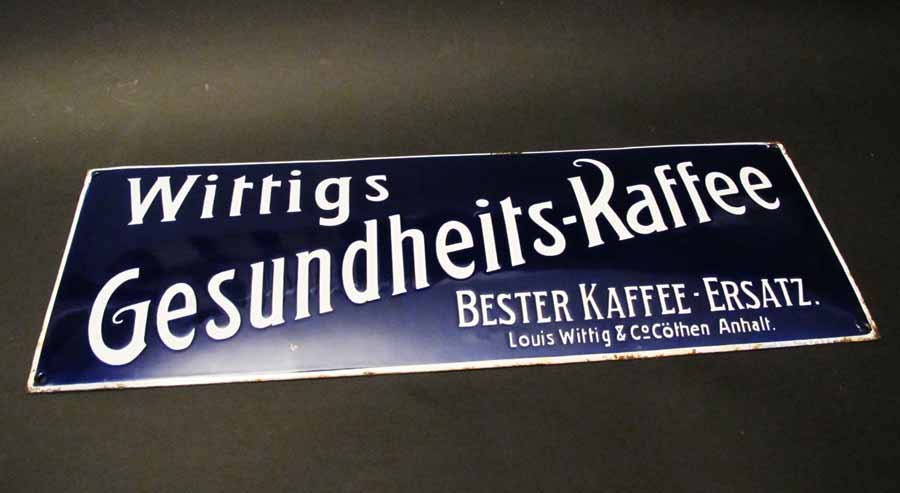 Wittigs
Gesundheits-Kaffee
BESTER KAFFEE-ERSATZ.
Louis Wittig & Co Cöthen Anhalt.